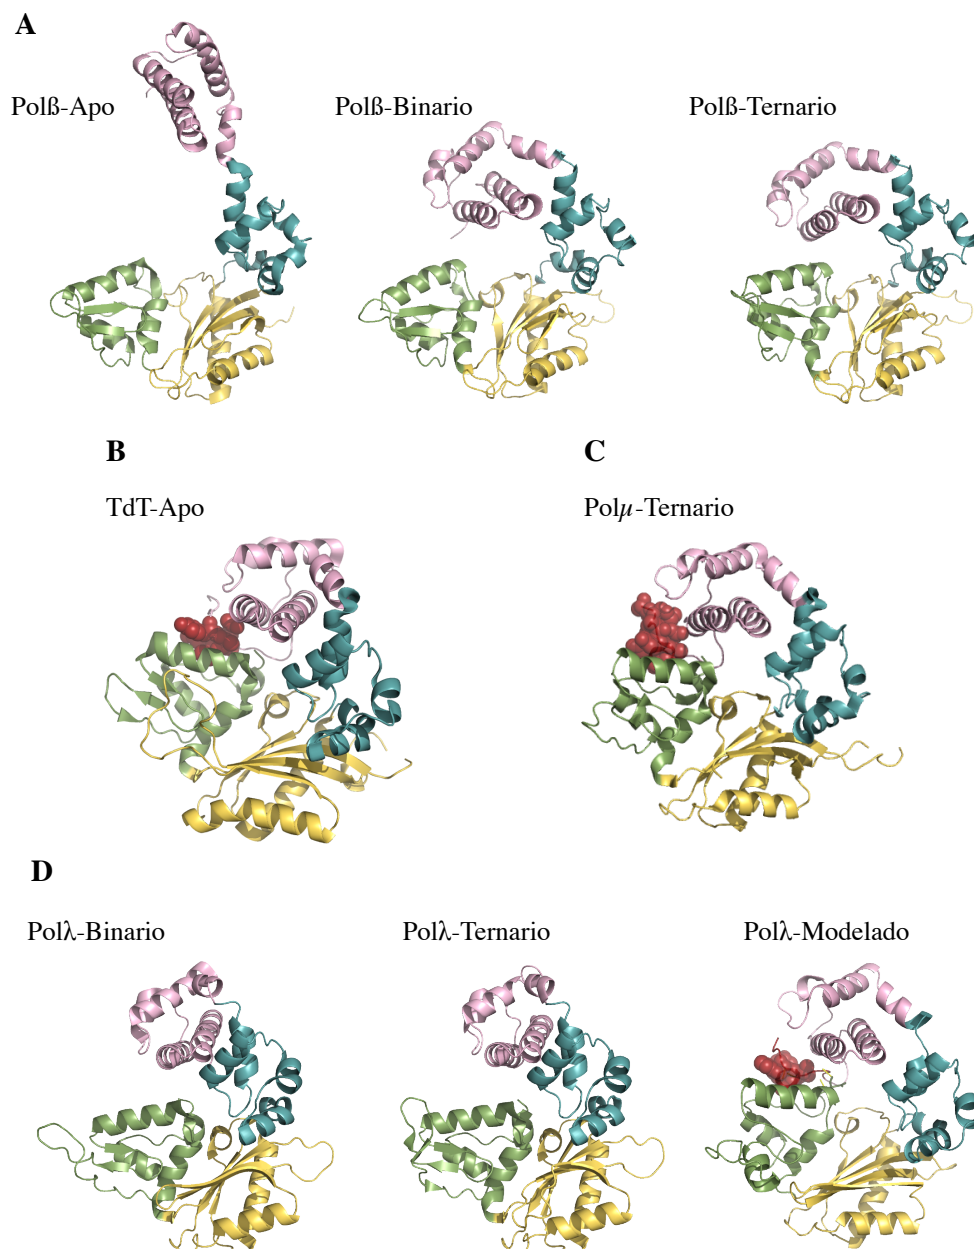 A
Polß-Apo
Polß-Binario
Polß-Ternario
B
C
TdT-Apo
Polµ-Ternario
D
Polλ-Binario
Polλ-Ternario
Polλ-Modelado